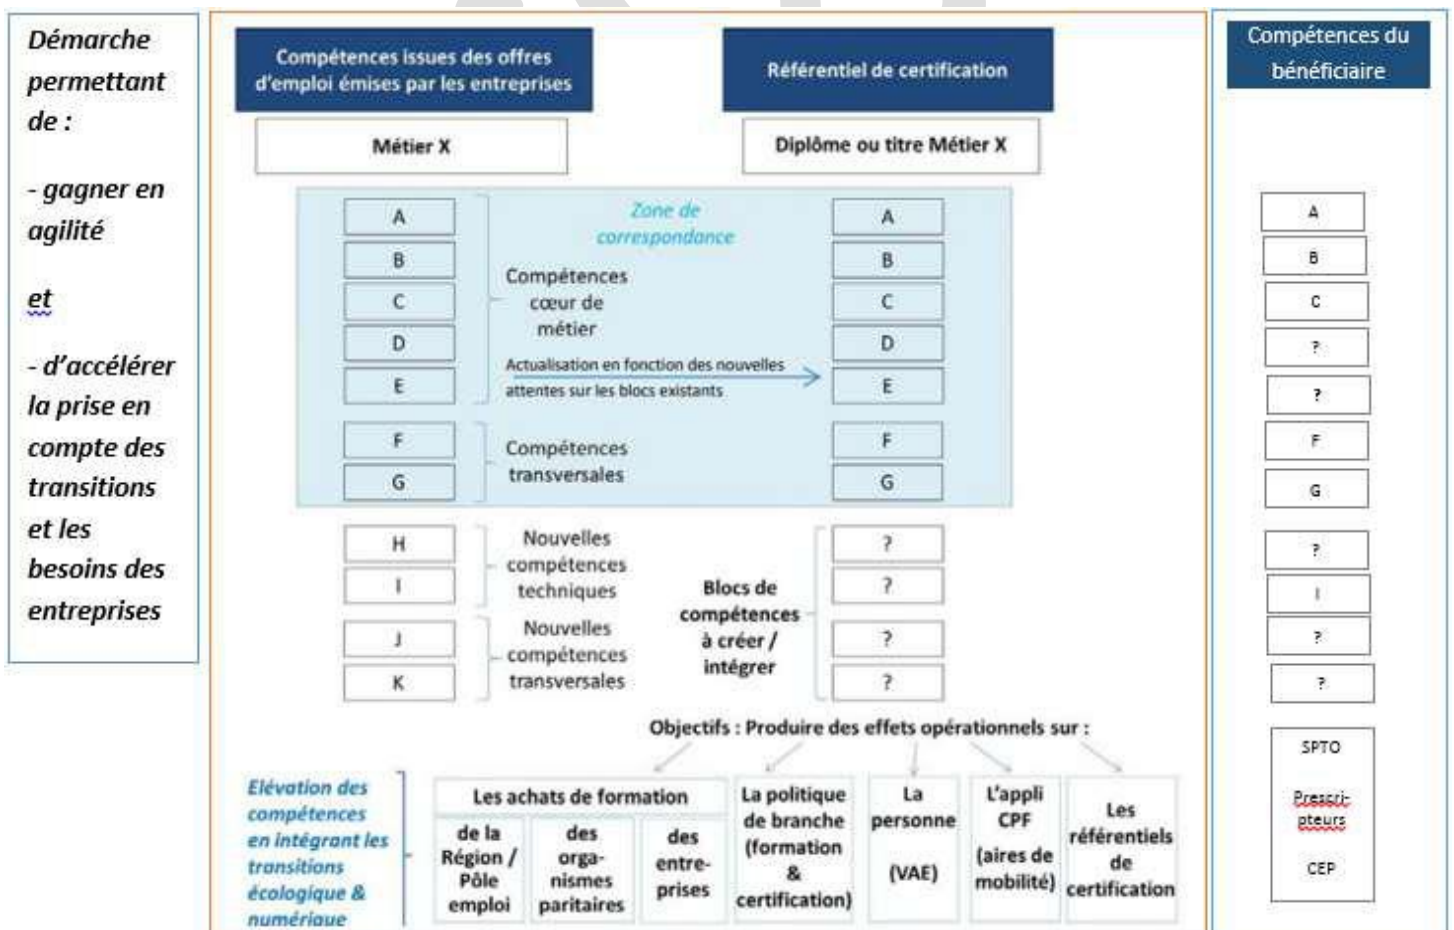 Démarche
permettant
de :
- gagner en
agilité
et
- d'accélérer
la prise en
compte des
transitions
et les
besoins des
entreprises
Compétences issues des offres
d'emploi émises par les entreprises
Métier X
Référentiel de certification
Diplôme ou titre Métier X
Zone de
correspondance
A
B
C
D
E
Compétences
cœur de
métier
Actualisation en fonction des nouvelles
attentes sur les blocs existants
A
B
C
D
E
F
G
Compétences
transversales
F
G
H
I
Nouvelles
compétences
techniques
J
K
Nouvelles
compétences
transversales
Blocs de
compétences
à créer /
intégrer
?
?
?
?
Objectifs : Produire des effets opérationnels sur :
Elévation des
compétences
en intégrant les
transitions
écologique &
numérique
Les achats de formation
de la
Région /
Pôle
emploi
des
orga-
nismes
paritaires
des
entre-
prises
La politique
de branche
(formation
&
certification)
La
personne
(VAE)
L'appli
CPF
(aires de
mobilité)
Les
référentiels
de
certification
Compétences du
bénéficiaire
A
B
C
?
?
F
G
?
I
?
?
SPTO
Prescri-
pteurs
CEP